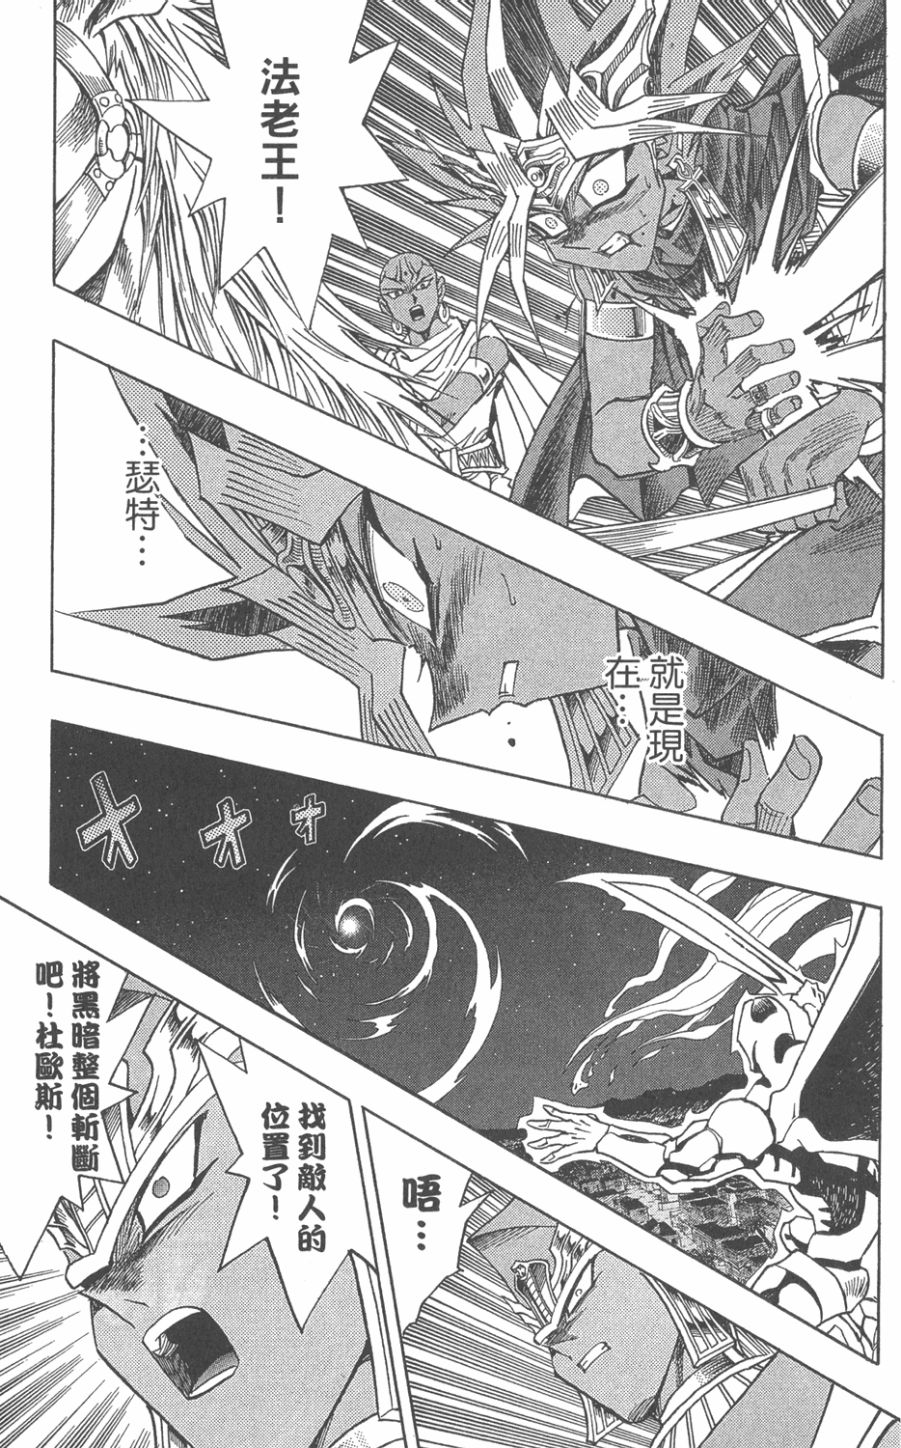 法老王！
就是現
在…
…瑟特…
オ
オ
オ
唔…
找到敵人的
位置了！
將黑暗整個斬斷
吧！杜歐斯！